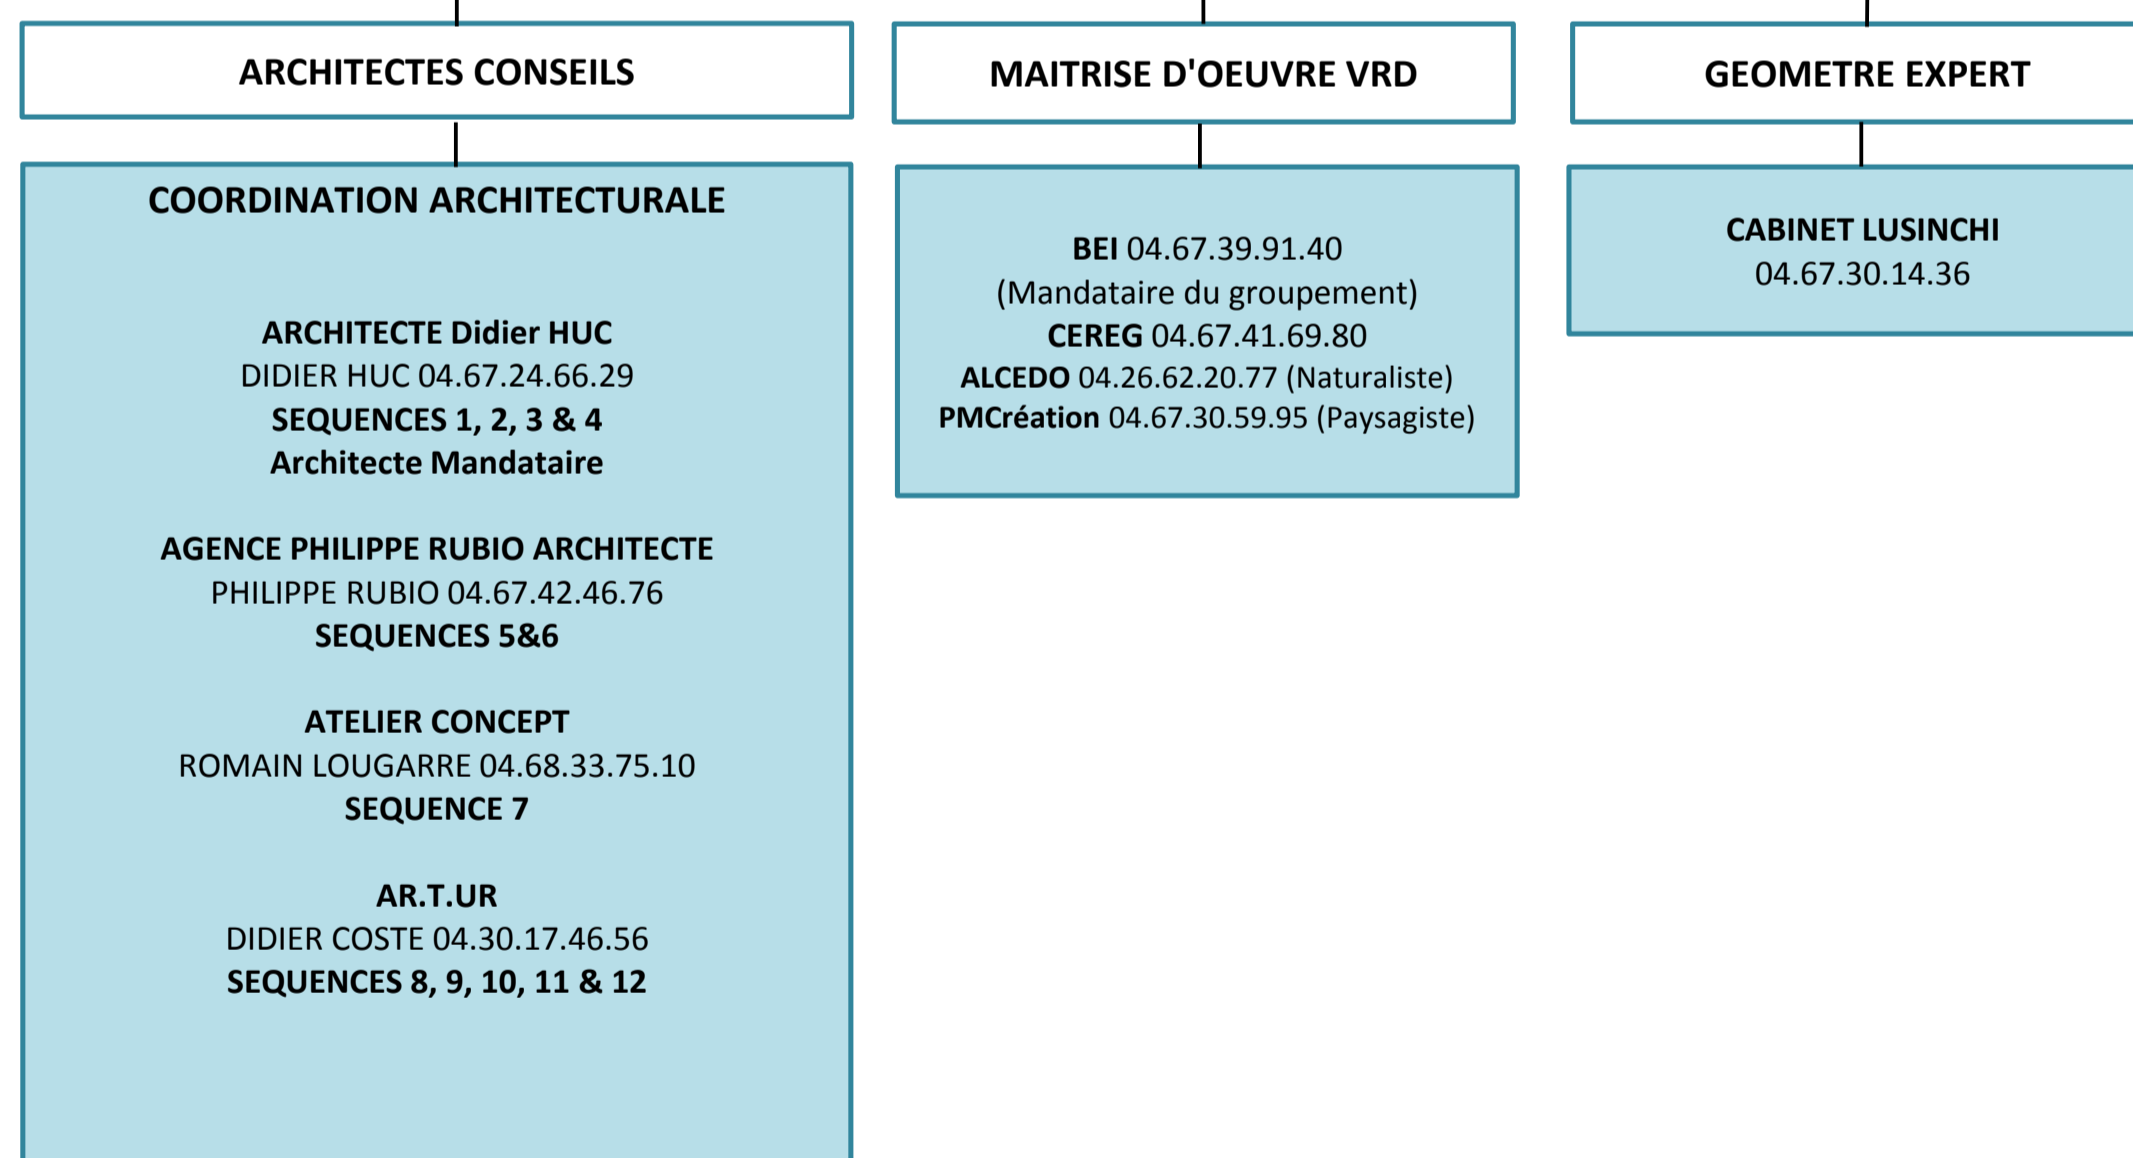 ARCHITECTES CONSEILS
COORDINATION ARCHITECTURALE
ARCHITECTE Didier HUC
DIDIER HUC 04.67.24.66.29
SEQUENCES 1, 2, 3 & 4
Architecte Mandataire
AGENCE PHILIPPE RUBIO ARCHITECTE
PHILIPPE RUBIO 04.67.42.46.76
SEQUENCES 5&6
ATELIER CONCEPT
ROMAIN LOUGARRE 04.68.33.75.10
SEQUENCE 7
AR.T.UR
DIDIER COSTE 04.30.17.46.56
SEQUENCES 8, 9, 10, 11 & 12
MAITRISE D'OEUVRE VRD
BEI 04.67.39.91.40
(Mandataire du groupement)
CEREG 04.67.41.69.80
ALCEDO 04.26.62.20.77 (Naturaliste)
PMCréation 04.67.30.59.95 (Paysagiste)
GEOMETRE EXPERT
CABINET LUSINCHI
04.67.30.14.36